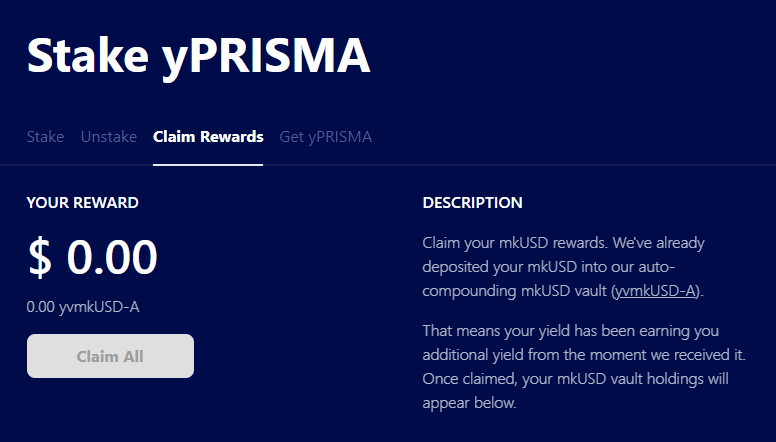 Stake yPRISMA
Stake Unstake Claim Rewards Get yPRISMA
YOUR REWARD
$ 0.00
0.00 yvmkUSD-A
Claim All
DESCRIPTION
Claim your mkUSD rewards. We've already
deposited your mkUSD into our auto-
compounding mkUSD vault (yvmkUSD-A).
That means your yield has been earning you
additional yield from the moment we received it.
Once claimed, your mkUSD vault holdings will
appear below.